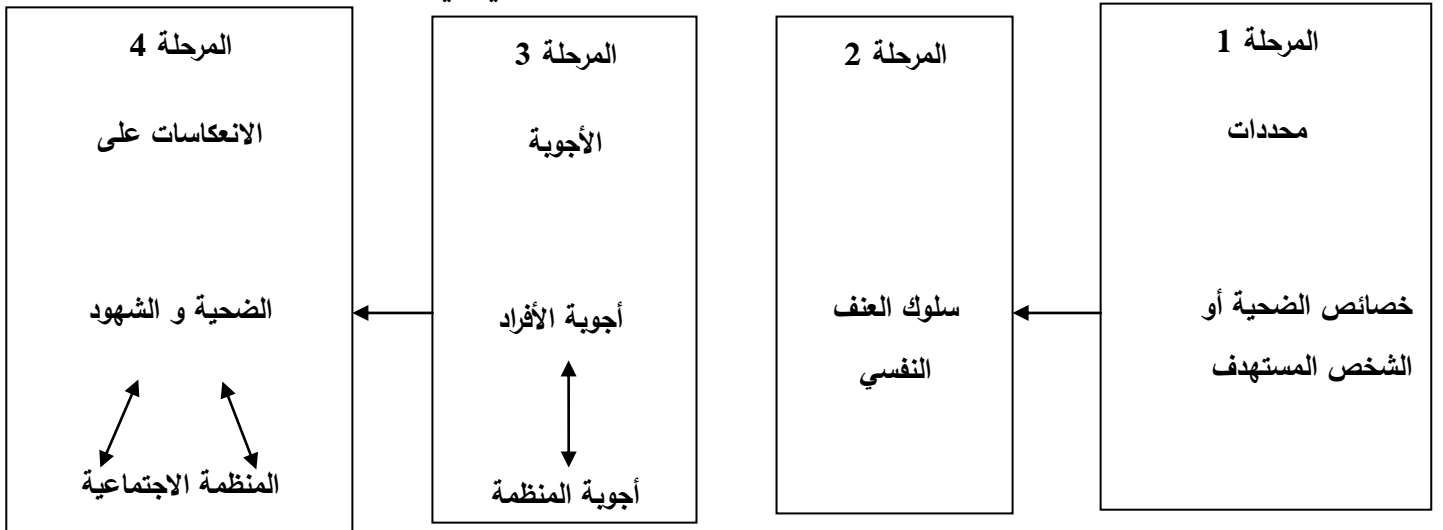 المرحلة 1
محددات
خصائص الضحية أو
الشخص المستهدف
المرحلة 2
سلوك العنف
النفسي
المرحلة 3
الأجوبة
أجوبة الأفراد
أجوبة المنظمة
المرحلة 4
الانعكاسات على
الضحية و الشهود
المنظمة الاجتماعية